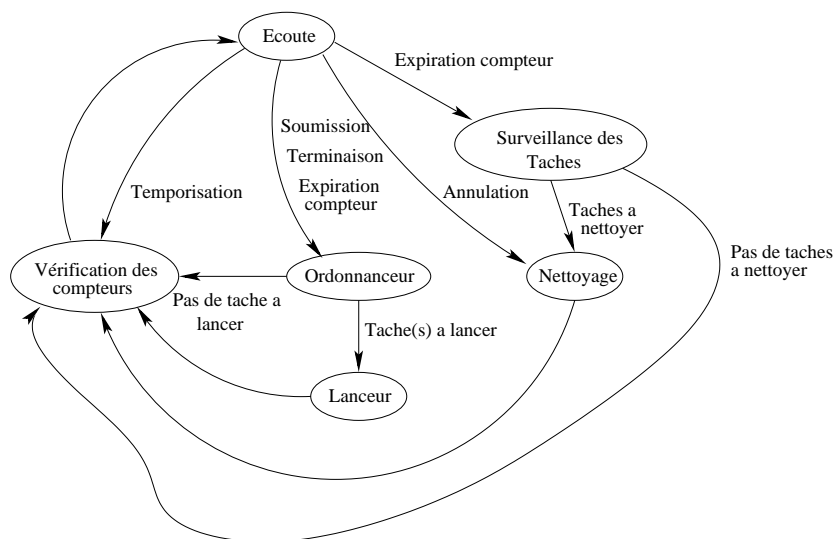 Ecoute
Expiration compteur
Soumission
Terminaison
Expiration
compteur
Surveillance des
Taches
Temporisation
Annulation
Taches a
nettoyer
Pas de taches
a nettoyer
Vérification des
compteurs
Ordonnanceur
Nettoyage
Pas de tache a
lancer
Tache(s) a lancer
Lanceur